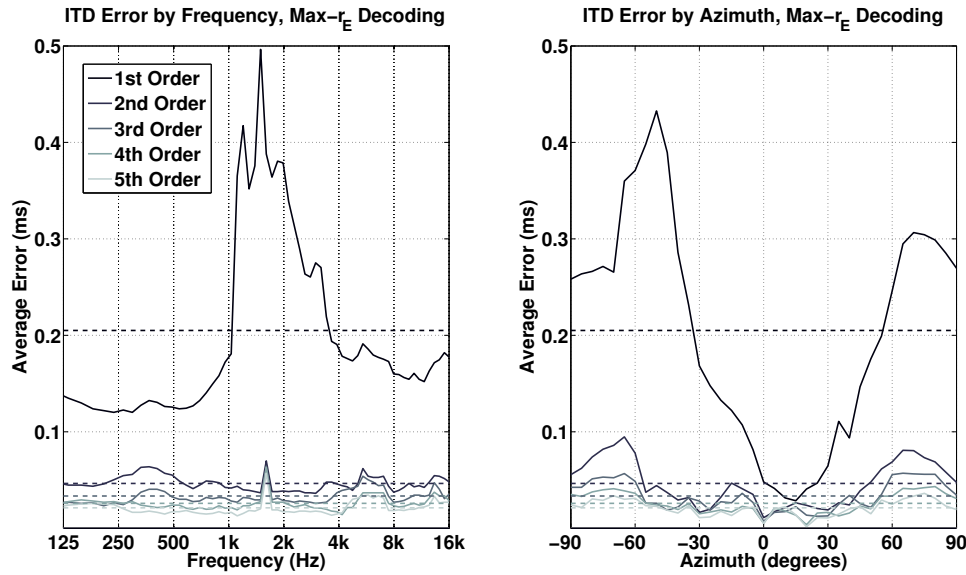 ITD Error by Frequency, Max−rE Decoding
0.5
0.4
0.3
0.2
0.1
Average Error (ms)
1st Order
2nd Order
3rd Order
4th Order
5th Order
125 250 500 1k 2k 4k 8k 16k
Frequency (Hz)
ITD Error by Azimuth, Max−rE Decoding
0.5
0.4
0.3
0.2
0.1
Average Error (ms)
−90 −60 −30 0 30 60 90
Azimuth (degrees)